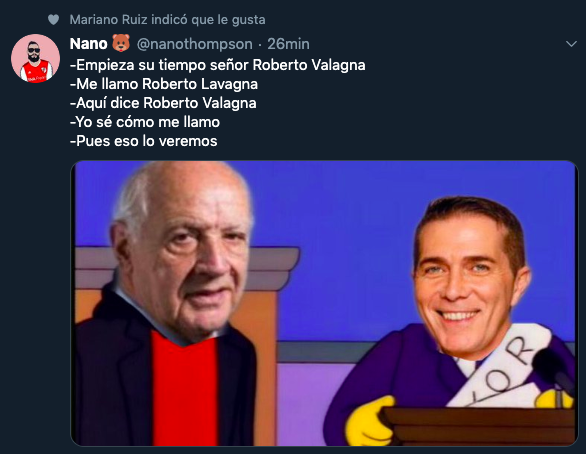 Mariano Ruiz indicó que le gusta
Nano 🐻 @nanothompson · 26min
-Empieza su tiempo señor Roberto Valagna
-Me llamo Roberto Lavagna
-Aquí dice Roberto Valagna
-Yo sé cómo me llamo
-Pues eso lo veremos
YOR